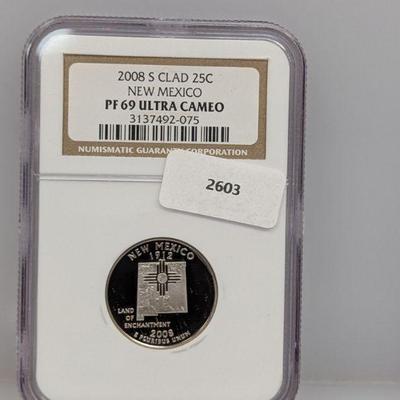 2008 S CLAD 25C
NEW MEXICO
PF 69 ULTRA CAMEO
3137492-075
NUMISMATIC GUARANTY CORPORATION
2603
NEW MEXICO
1912
LAND
OF
ENCHANTMENT
2008
E PLURIBUS UNUM